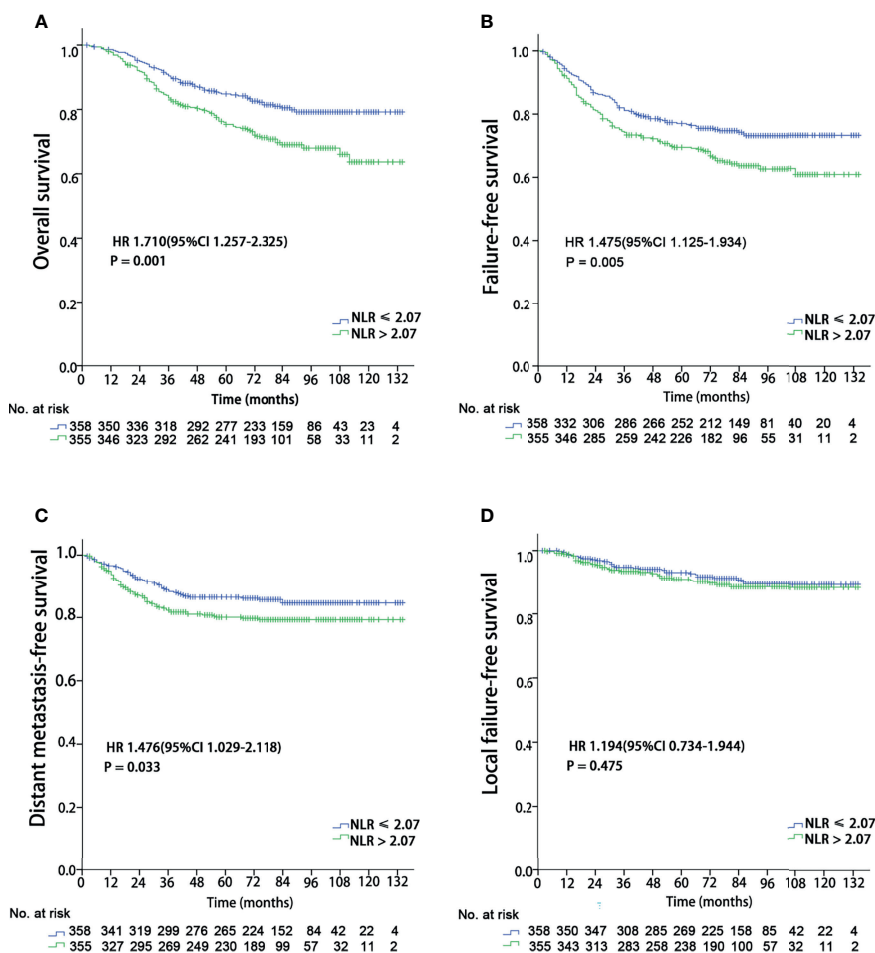 A
Overall survival
1.0
0.8
0.6
0.4
0.2
0.0
HR 1.710(95%CI 1.257-2.325)
P = 0.001
NLR ⩽ 2.07
NLR > 2.07
0 12 24 36 48 60 72 84 96 108 120 132
Time (months)
No. at risk
358 350 336 318 292 277 233 159 86 43 23 4
355 346 323 292 262 241 193 101 58 33 11 2
B
Failure-free survival
1.0
0.8
0.6
0.4
0.2
0.0
HR 1.475(95%CI 1.125-1.934)
P = 0.005
NLR ⩽ 2.07
NLR > 2.07
0 12 24 36 48 60 72 84 96 108 120 132
Time (months)
No. at risk
358 332 306 286 266 252 212 149 81 40 20 4
355 346 285 259 242 226 182 96 55 31 11 2
C
Distant metastasis-free survival
1.0
0.8
0.6
0.4
0.2
0.0
HR 1.476(95%CI 1.029-2.118)
P = 0.033
NLR ⩽ 2.07
NLR > 2.07
0 12 24 36 48 60 72 84 96 108 120 132
Time (months)
No. at risk
358 341 319 299 276 265 224 152 84 42 22 4
355 327 295 269 249 230 189 99 57 32 11 2
D
Local failure-free survival
1.0
0.8
0.6
0.4
0.2
0.0
HR 1.194(95%CI 0.734-1.944)
P = 0.475
NLR ⩽ 2.07
NLR > 2.07
0 12 24 36 48 60 72 84 96 108 120 132
Time (months)
No. at risk
358 350 347 308 285 269 225 158 85 42 22 4
355 343 313 283 258 238 190 100 57 32 11 2